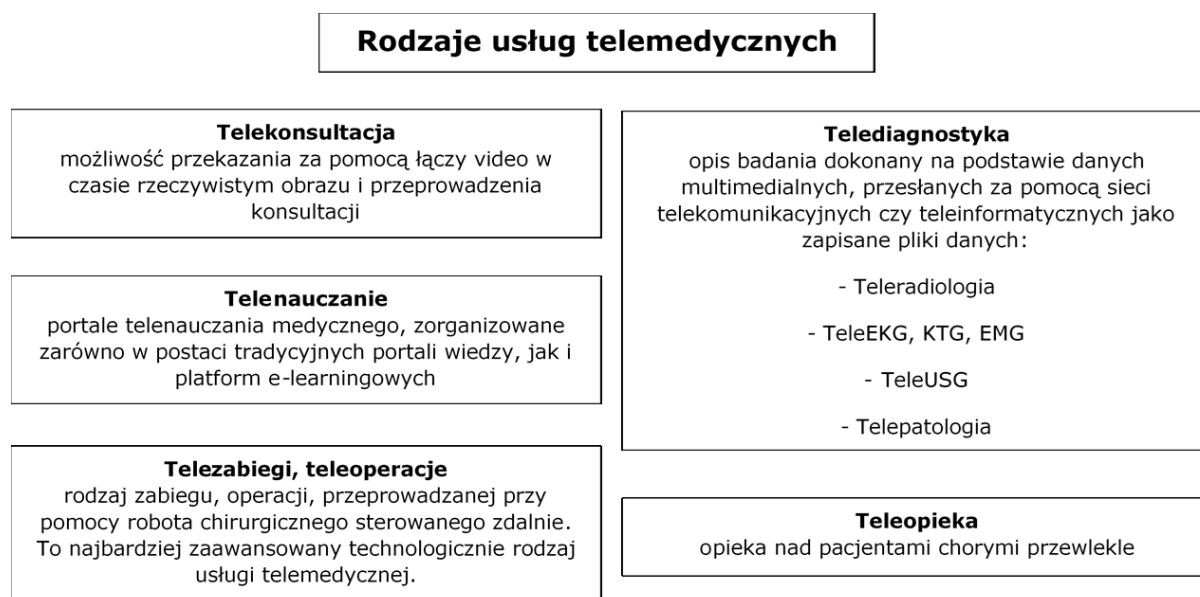 Rodzaje usług telemedycznych
Telekonsultacja
możliwość przekazania za pomocą łączy video w
czasie rzeczywistym obrazu i przeprowadzenia
konsultacji
Telenauczanie
portale telenauczania medycznego, zorganizowane
zarówno w postaci tradycyjnych portali wiedzy, jak i
platform e-learningowych
Telezabiegi, teleoperacje
rodzaj zabiegu, operacji, przeprowadzanej przy
pomocy robota chirurgicznego sterowanego zdalnie.
To najbardziej zaawansowany technologicznie rodzaj
usługi telemedycznej.
Telediagnostyka
opis badania dokonany na podstawie danych
multimedialnych, przesłanych za pomocą sieci
telekomunikacyjnych czy teleinformatycznych jako
zapisane pliki danych:
- Teleradiologia
- TeleEKG, KTG, EMG
- TeleUSG
- Telepatologia
Teleopieka
opieka nad pacjentami chorymi przewlekle